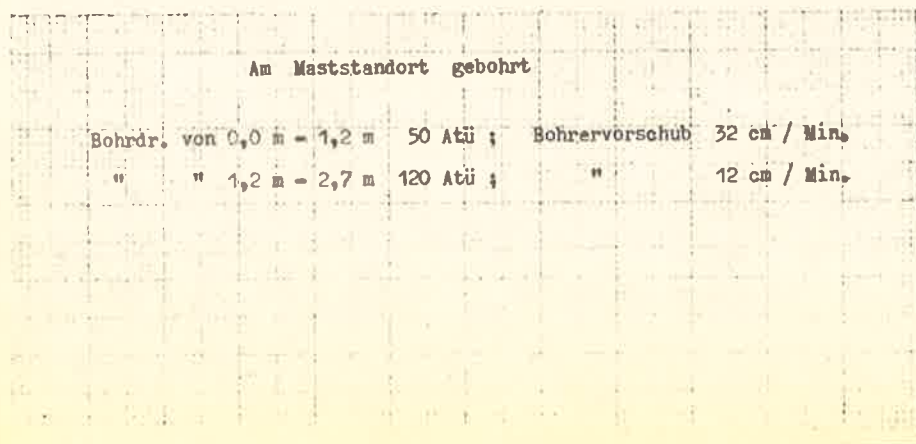 Am Maststandort gebohrt
Bohrdr. von 0,0 m - 1,2 m 50 Atü ; Bohrervorschub 32 cm / Min.
" " 1,2 m - 2,7 m 120 Atü ; " 12 cm / Min.